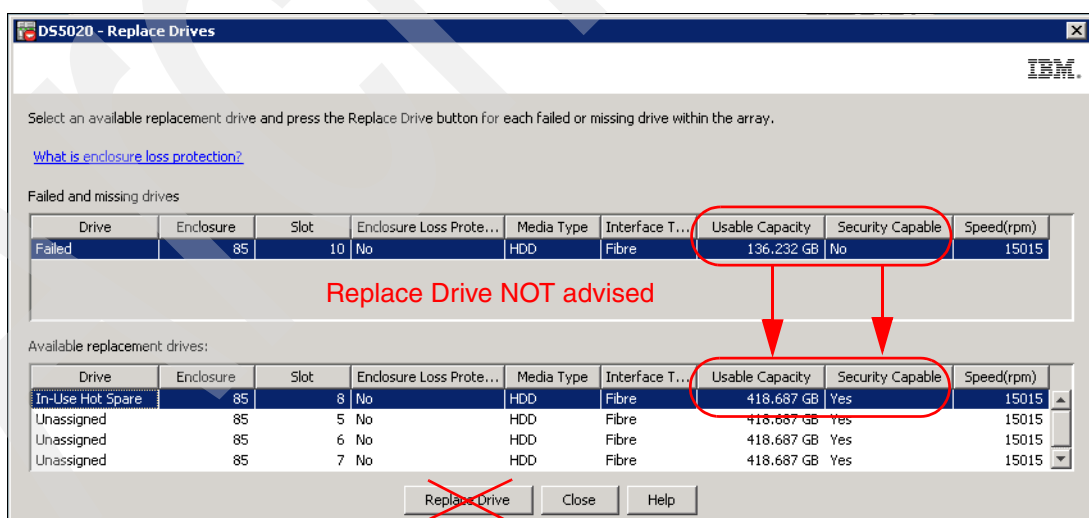 DS5020 - Replace Drives
IBM.
Select an available replacement drive and press the Replace Drive button for each failed or missing drive within the array.
What is enclosure loss protection?
Failed and missing drives
Drive Enclosure Slot Enclosure Loss Prote... Media Type Interface T... Usable Capacity Security Capable Speed(rpm)
Failed 85 10 No HDD Fibre 136.232 GB No 15015
Replace Drive NOT advised
Available replacement drives:
Drive Enclosure Slot Enclosure Loss Prote... Media Type Interface T... Usable Capacity Security Capable Speed(rpm)
In-Use Hot Spare 85 8 No HDD Fibre 418.687 GB Yes 15015
Unassigned 85 5 No HDD Fibre 418.687 GB Yes 15015
Unassigned 85 6 No HDD Fibre 418.687 GB Yes 15015
Unassigned 85 7 No HDD Fibre 418.687 GB Yes 15015
Replace Drive Close Help